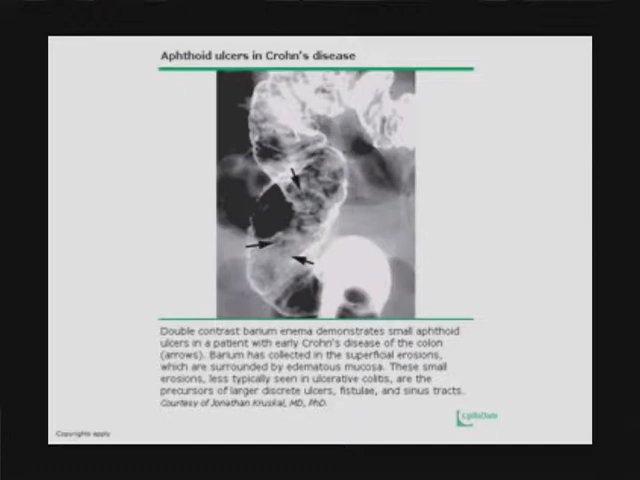 Aphthoid ulcers in Crohn's disease
Double contrast barium enema demonstrates small aphthoid
ulcers in a patient with early Crohn's disease of the colon
(arrows). Barium has collected in the superficial erosions,
which are surrounded by edematous mucosa. These small
erosions, less typically seen in ulcerative colitis, are the
precursors of larger discrete ulcers, fistulae, and sinus tracts.
Courtesy of Jonathan Kruskal, MD, PhD.
UpToDate
Copyrights apply